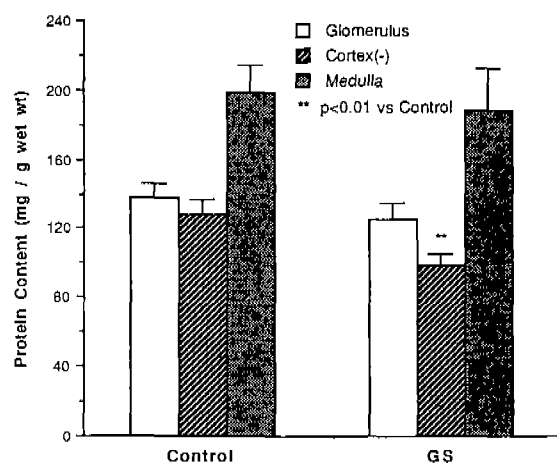 Protein Content (mg / g wet wt)
240
200
160
120
80
40
0
Glomerulus
Cortex(-)
Medulla
** p<0.01 vs Control
**
Control
GS